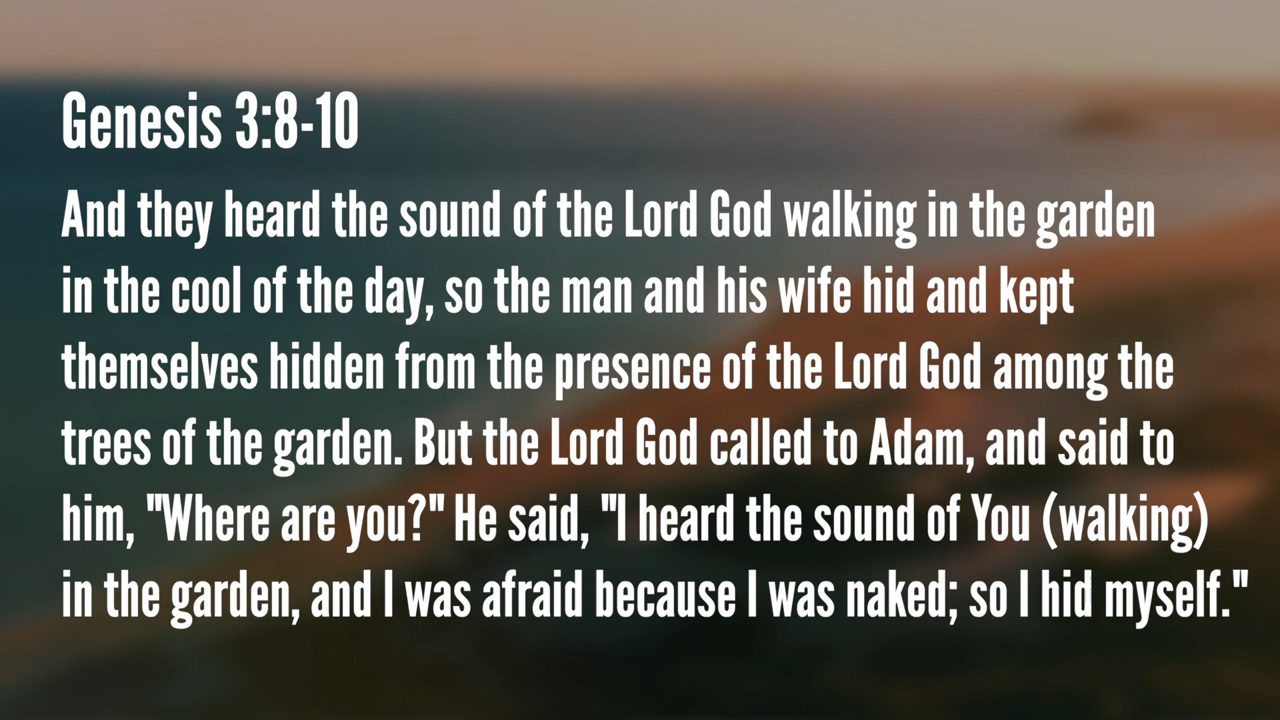 Genesis 3:8-10
And they heard the sound of the Lord God walking in the garden
in the cool of the day, so the man and his wife hid and kept
themselves hidden from the presence of the Lord God among the
trees of the garden. But the Lord God called to Adam, and said to
him, "Where are you?" He said, "I heard the sound of You (walking)
in the garden, and I was afraid because I was naked; so I hid myself."